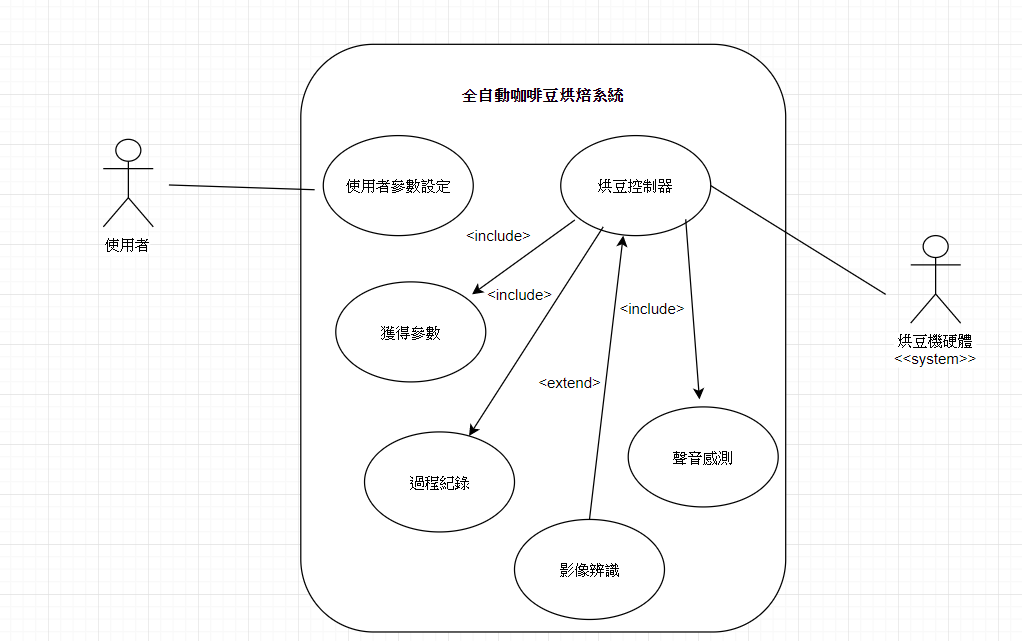 全自動咖啡豆烘焙系統
使用者參數設定
烘豆控制器
使用者
<include>
<include>
<include>
獲得參數
烘豆機硬體
<<system>>
<extend>
聲音感測
過程紀錄
影像辨識